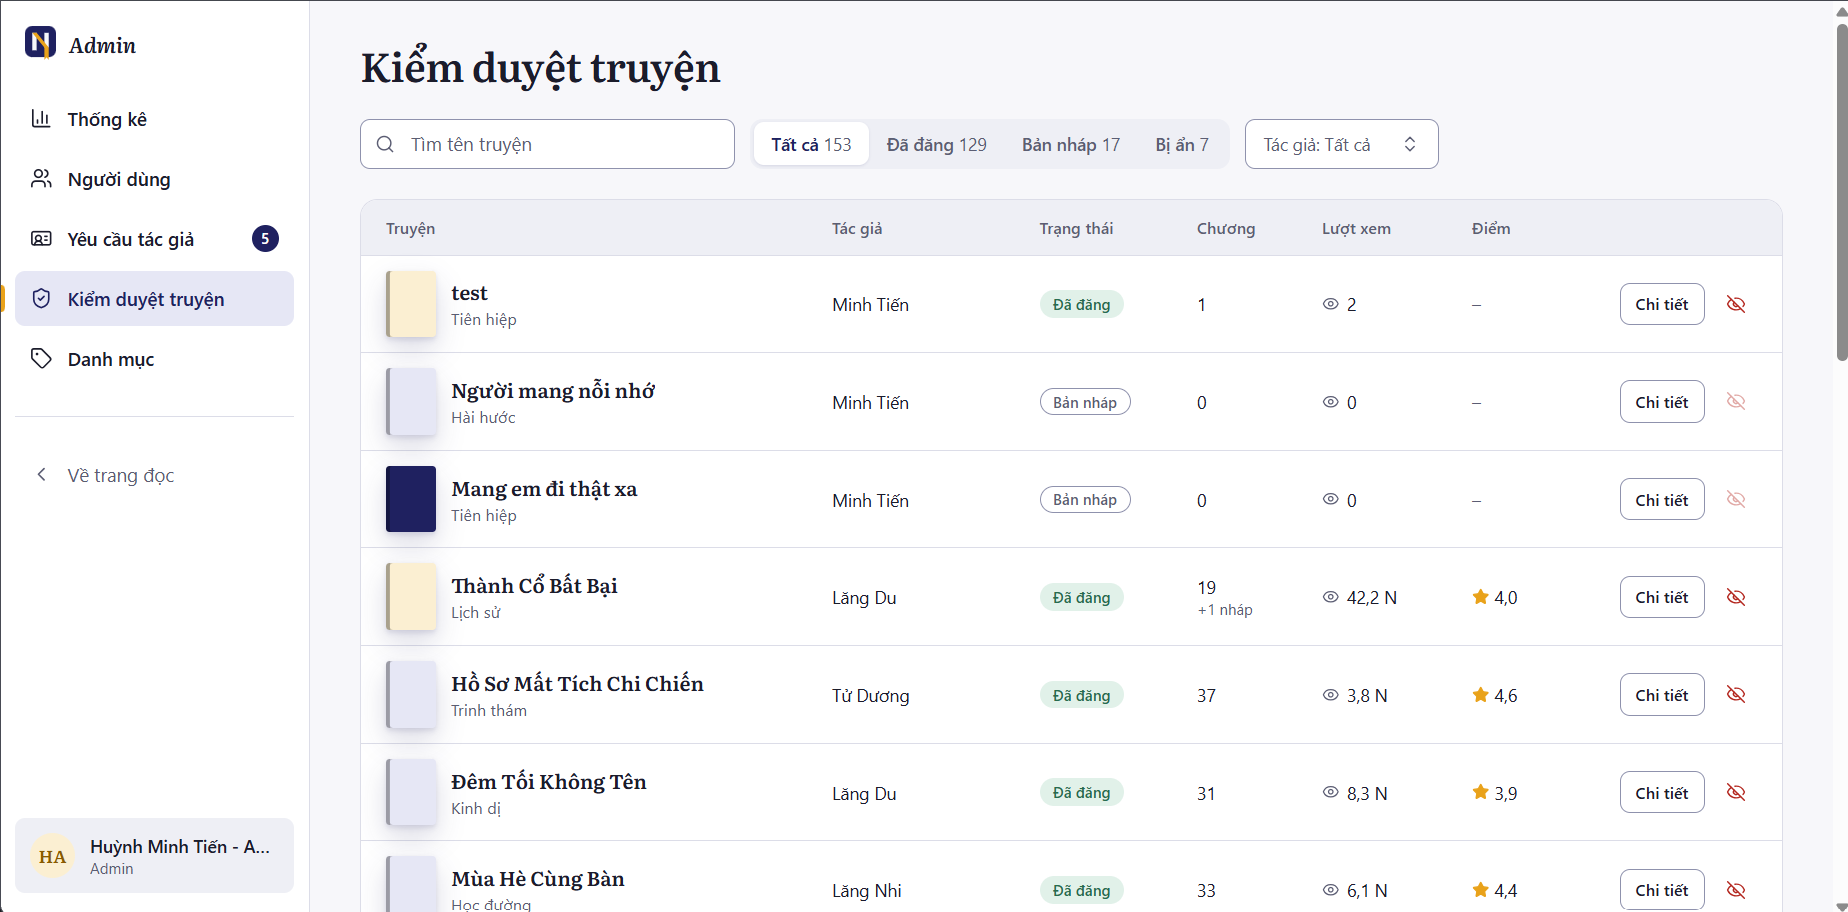 Admin
Thống kê
Người dùng
Yêu cầu tác giả 5
Kiểm duyệt truyện
Danh mục
Về trang đọc
HA
Huỳnh Minh Tiến - A...
Admin
Kiểm duyệt truyện
Tìm tên truyện
Tất cả 153 Đã đăng 129 Bản nháp 17 Bị ẩn 7
Tác giả: Tất cả
Truyện Tác giả Trạng thái Chương Lượt xem Điểm
test
Tiên hiệp
Minh Tiến Đã đăng 1 2 – Chi tiết
Người mang nỗi nhớ
Hài hước
Minh Tiến Bản nháp 0 0 – Chi tiết
Mang em đi thật xa
Tiên hiệp
Minh Tiến Bản nháp 0 0 – Chi tiết
Thành Cổ Bất Bại
Lịch sử
Lăng Du Đã đăng 19 42,2 N 4,0 Chi tiết
+1 nháp
Hồ Sơ Mất Tích Chi Chiến
Trinh thám
Tử Dương Đã đăng 37 3,8 N 4,6 Chi tiết
Đêm Tối Không Tên
Kinh dị
Lăng Du Đã đăng 31 8,3 N 3,9 Chi tiết
Mùa Hè Cùng Bàn
Học đường
Lăng Nhi Đã đăng 33 6,1 N 4,4 Chi tiết